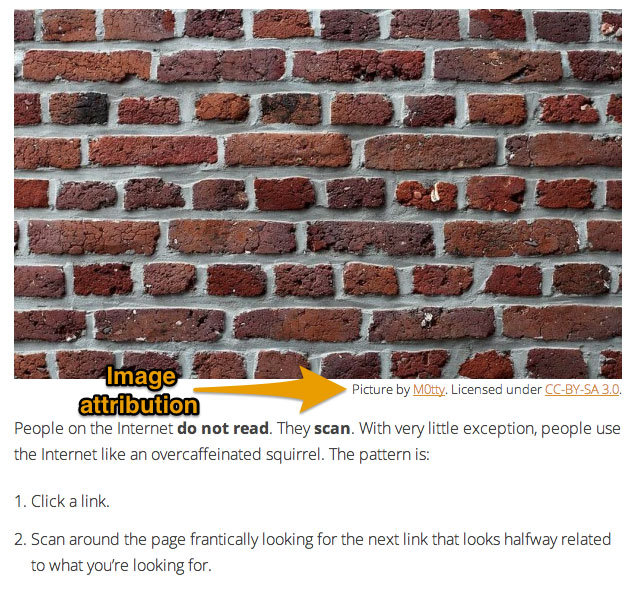 Image
attribution
Picture by M0tty. Licensed under CC-BY-SA 3.0.
People on the Internet do not read. They scan. With very little exception, people use
the Internet like an overcaffeinated squirrel. The pattern is:
1. Click a link.
2. Scan around the page frantically looking for the next link that looks halfway related
to what you’re looking for.